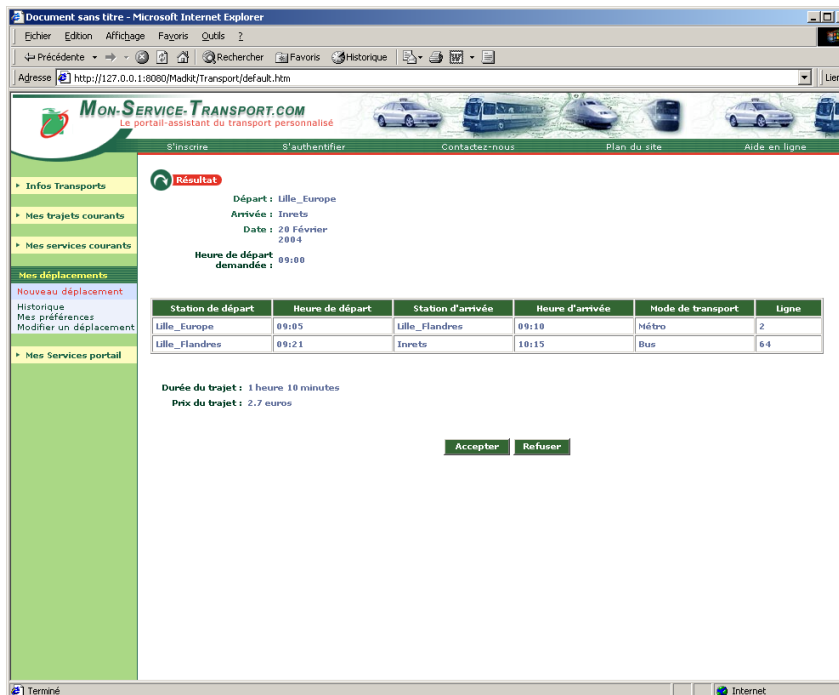 Document sans titre - Microsoft Internet Explorer
Fichier Edition Affichage Favoris Outils ?
Précédente Rechercher Favoris Historique
Adresse http://127.0.0.1:8080/Madkit/Transport/default.htm Lien
MON-SERVICE-TRANSPORT.COM
Le portail-assistant du transport personnalisé
S'inscrire S'authentifier Contactez-nous Plan du site Aide en ligne
Infos Transports
Mes trajets courants
Mes services courants
Mes déplacements
Nouveau déplacement
Historique
Mes préférences
Modifier un déplacement
Mes Services portail
Résultat
Départ : Lille_Europe
Arrivée : Inrets
Date : 20 Février
2004
Heure de départ
demandée : 09:00
Station de départ Heure de départ Station d'arrivée Heure d'arrivée Mode de transport Ligne
Lille_Europe 09:05 Lille_Flandres 09:10 Métro 2
Lille_Flandres 09:21 Inrets 10:15 Bus 64
Durée du trajet : 1 heure 10 minutes
Prix du trajet : 2.7 euros
Accepter Refuser
Terminé Internet